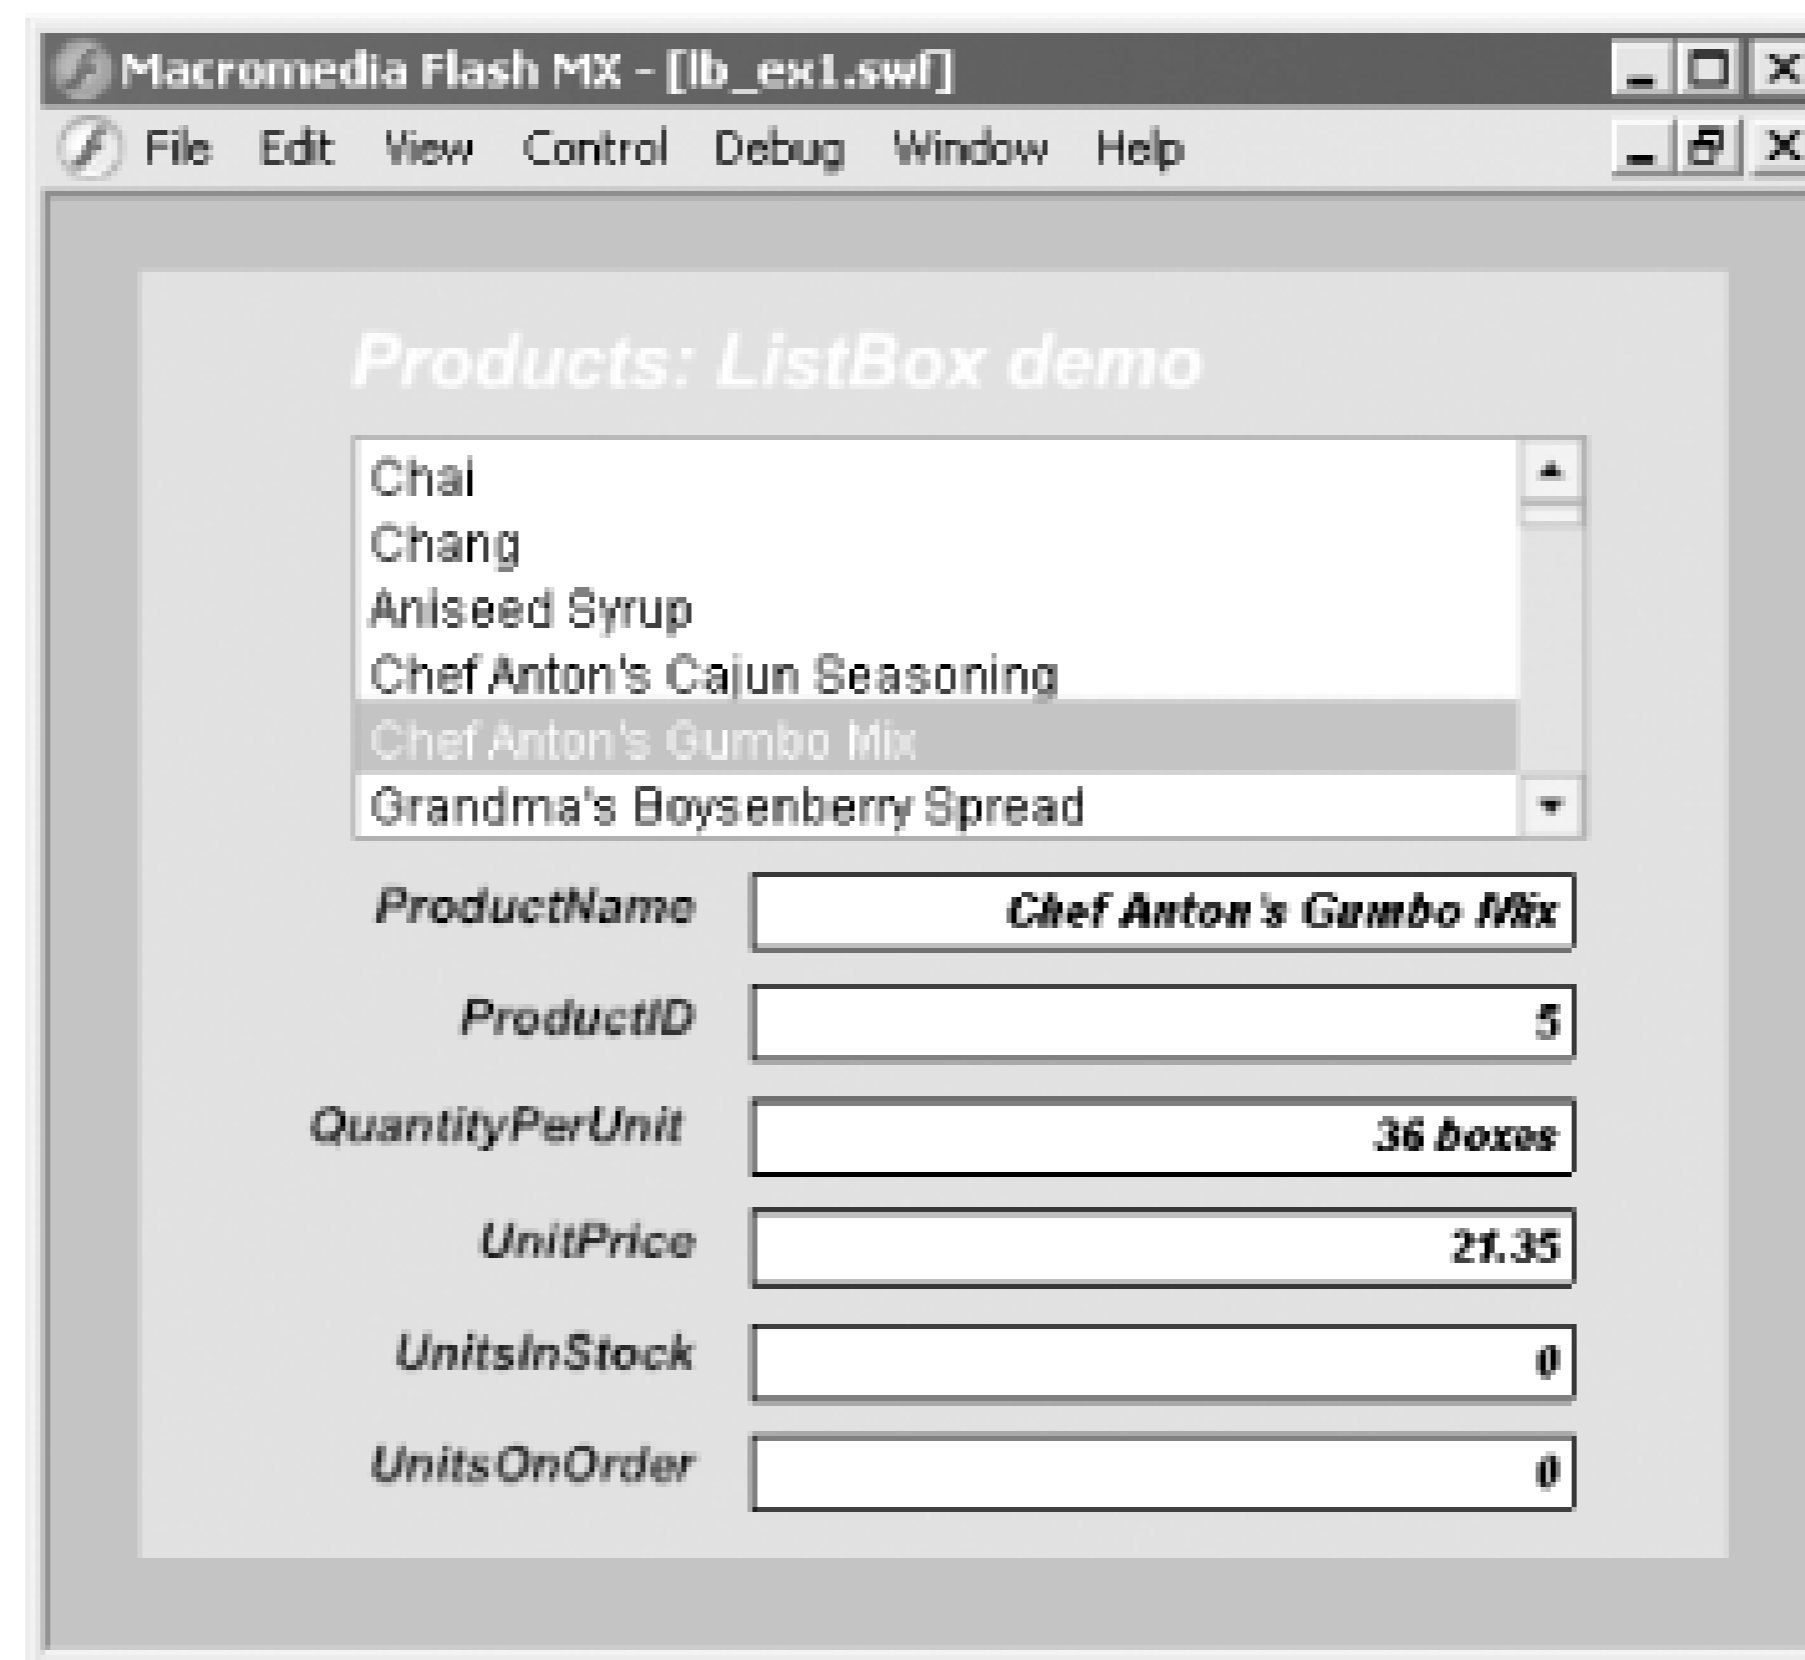 Macromedia Flash MX - [lb_ex1.swf]
File Edit View Control Debug Window Help
Products: ListBox demo
Chai
Chang
Aniseed Syrup
Chef Anton's Cajun Seasoning
Chef Anton's Gumbo Mix
Grandma's Boysenberry Spread
ProductName Chef Anton's Gumbo Mix
ProductID 5
QuantityPerUnit 36 boxes
UnitPrice 21.35
UnitsInStock 0
UnitsOnOrder 0